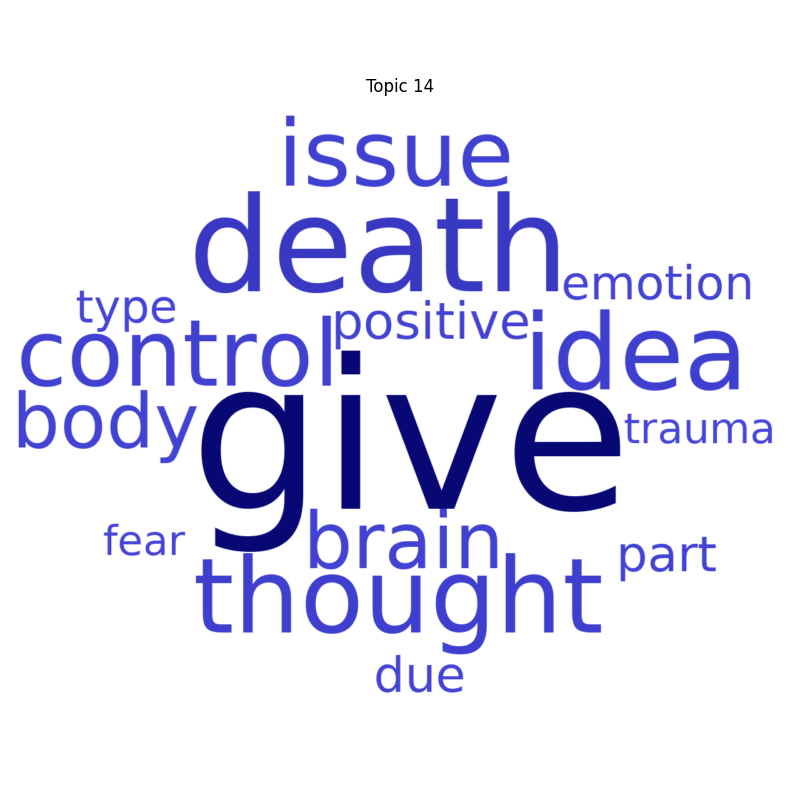 Topic 14
issue
death
emotion
type
positive
control
idea
body
give
trauma
fear
brain
part
thought
due